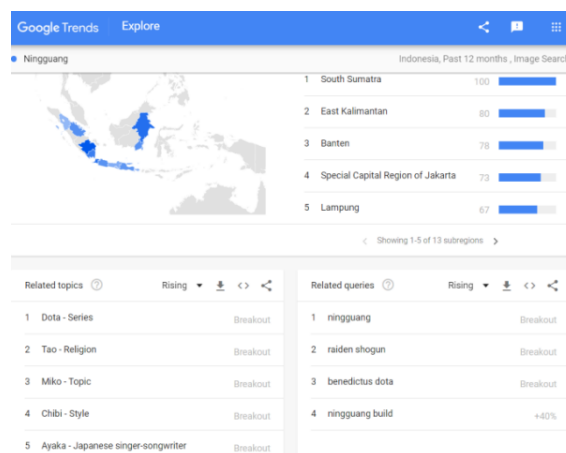 Google Trends Explore
Ningguang Indonesia, Past 12 months , Image Searc
1 South Sumatra 100
2 East Kalimantan 80
3 Banten 78
4 Special Capital Region of Jakarta 73
5 Lampung 67
Showing 1-5 of 13 subregions
Related topics Rising
1 Dota - Series Breakout
2 Tao - Religion Breakout
3 Miko - Topic Breakout
4 Chibi - Style Breakout
5 Ayaka - Japanese singer-songwriter Breakout
Related queries Rising
1 ningguang Breakout
2 raiden shogun Breakout
3 benedictus dota Breakout
4 ningguang build +40%